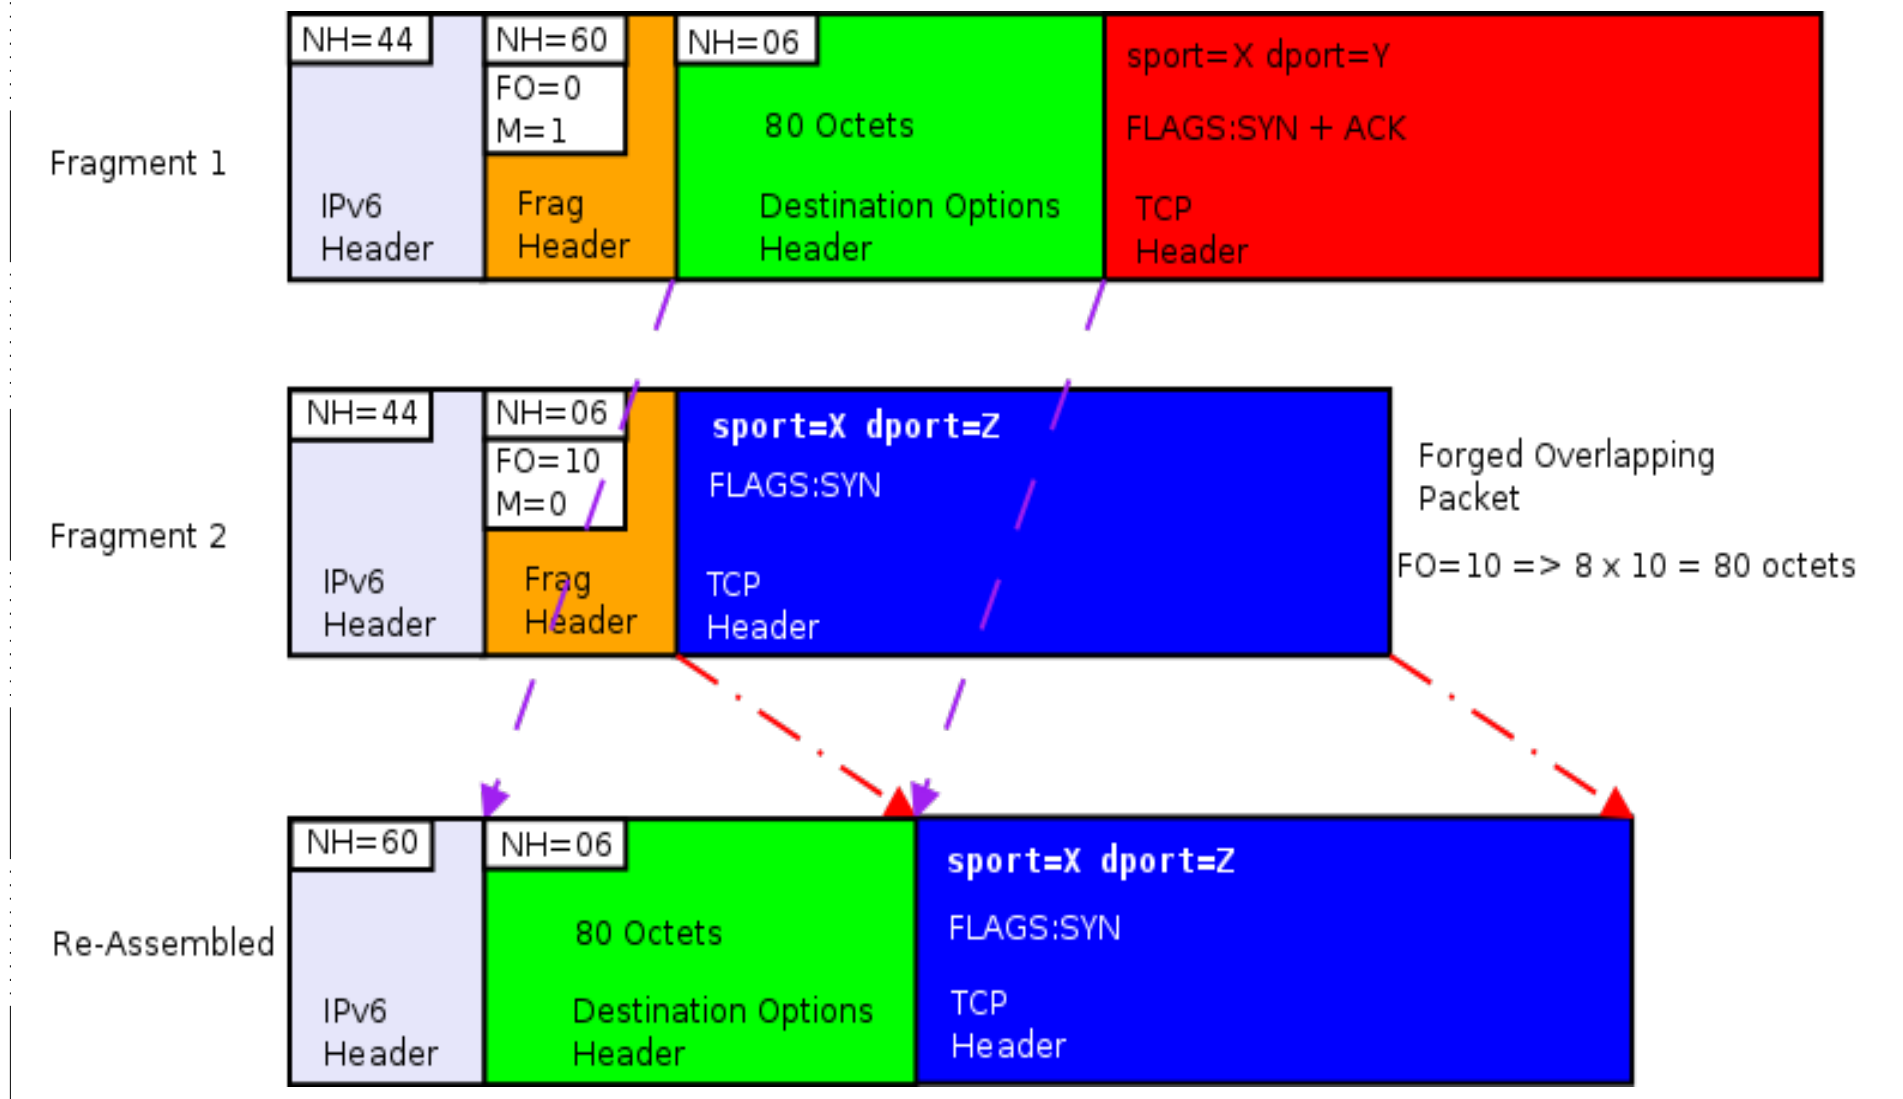 Fragment 1
NH=44
IPv6
Header
NH=60
FO=0
M=1
Frag
Header
NH=06
80 Octets
Destination Options
Header
sport=X dport=Y
FLAGS:SYN + ACK
TCP
Header
Fragment 2
NH=44
IPv6
Header
NH=06
FO=10
M=0
Frag
Header
sport=X dport=Z
FLAGS:SYN
TCP
Header
Forged Overlapping
Packet
FO=10 => 8 x 10 = 80 octets
Re-Assembled
NH=60
IPv6
Header
NH=06
80 Octets
Destination Options
Header
sport=X dport=Z
FLAGS:SYN
TCP
Header